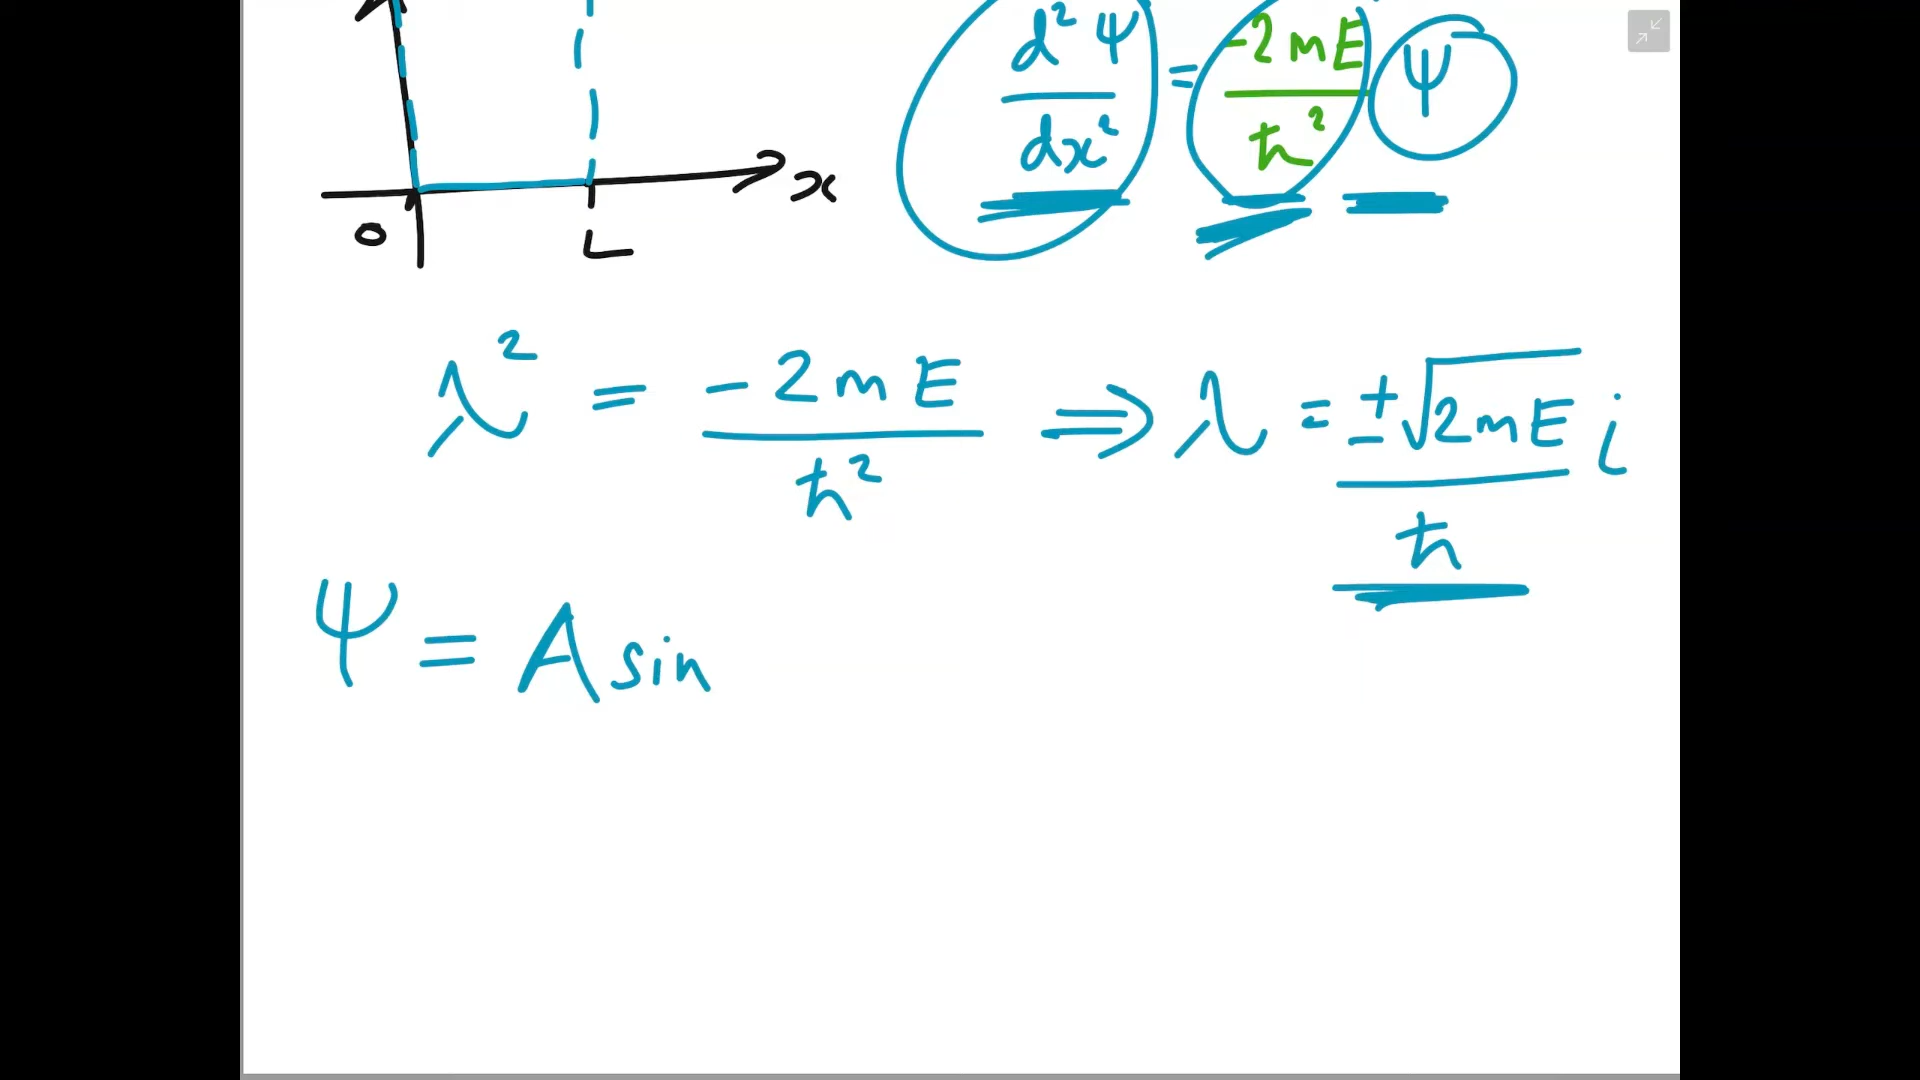 d²Ψ/dx² = -2mE/ħ² Ψ
x
0
L
λ² = -2mE/ħ² ⇒ λ = ±√2mE/ħ i
Ψ = A sin